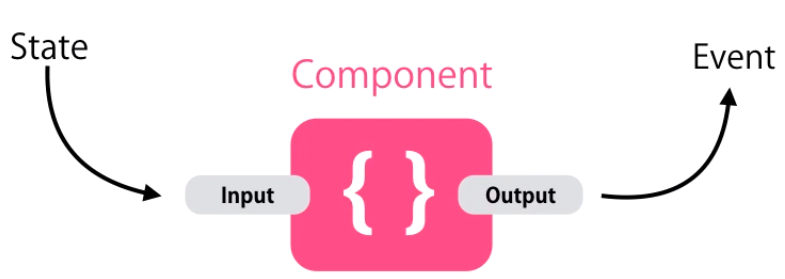 State
Event
Component
{ }
Input
Output